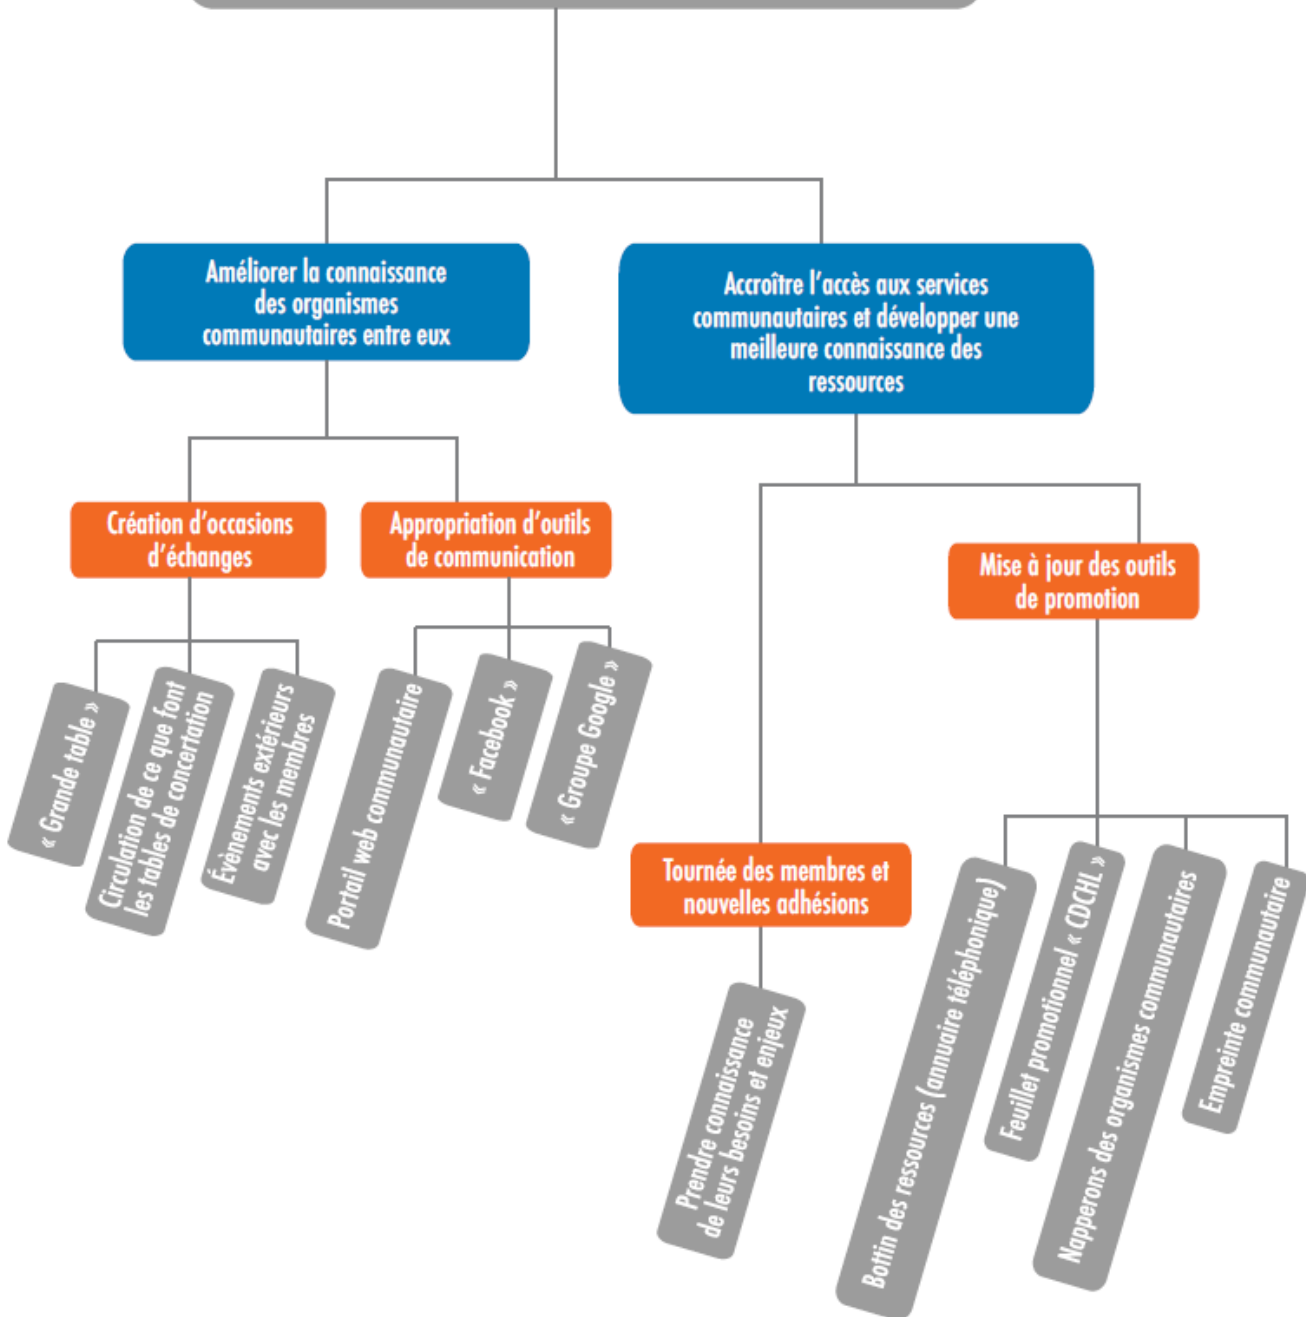 Améliorer la connaissance
des organismes
communautaires entre eux
Accroître l'accès aux services
communautaires et développer une
meilleure connaissance des
ressources
Création d'occasions
d'échanges
Appropriation d'outils
de communication
Mise à jour des outils
de promotion
« Grande table »
Circulation de ce que font
les tables de concertation
Évènements extérieurs
avec les membres
Portail web communautaire
« Facebook »
« Groupe Google »
Tournée des membres et
nouvelles adhésions
Prendre connaissance
de leurs besoins et enjeux
Bottin des ressources (annuaire téléphonique)
Feuillet promotionnel « CDCHL »
Napperons des organismes communautaires
Empreinte communautaire